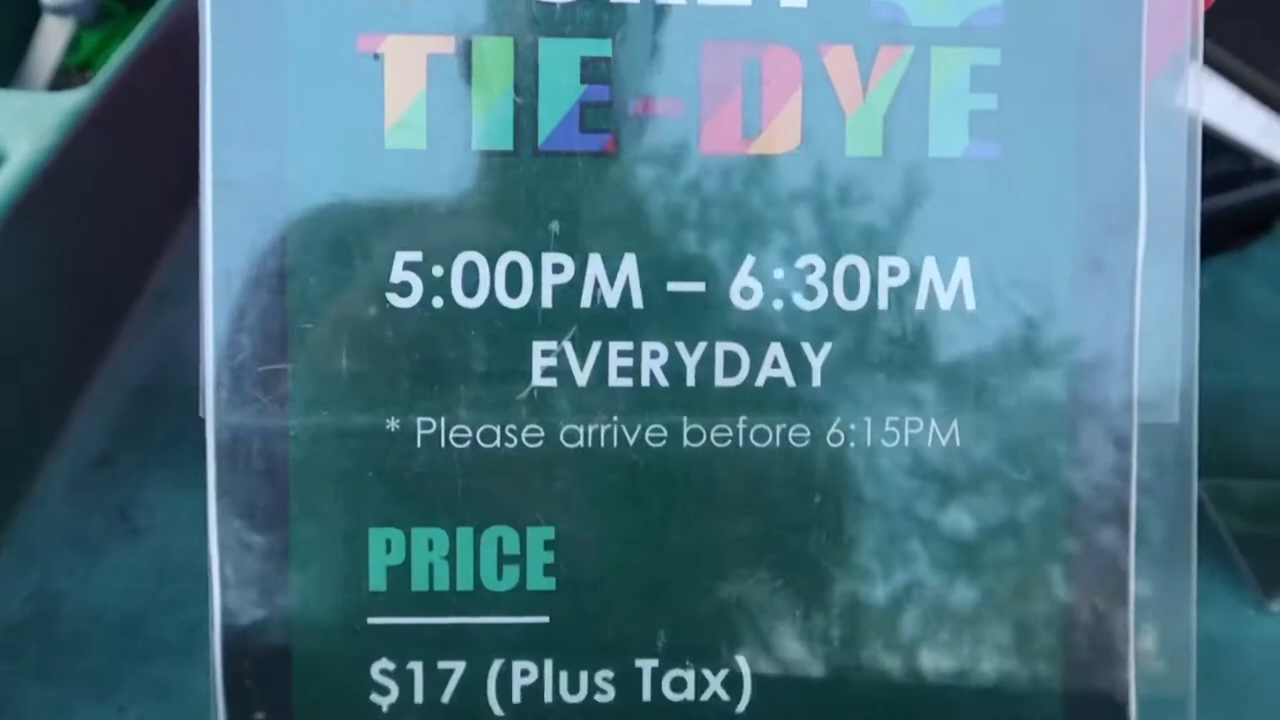 TIE-DYE
5:00PM – 6:30PM
EVERYDAY
* Please arrive before 6:15PM
PRICE
$17 (Plus Tax)